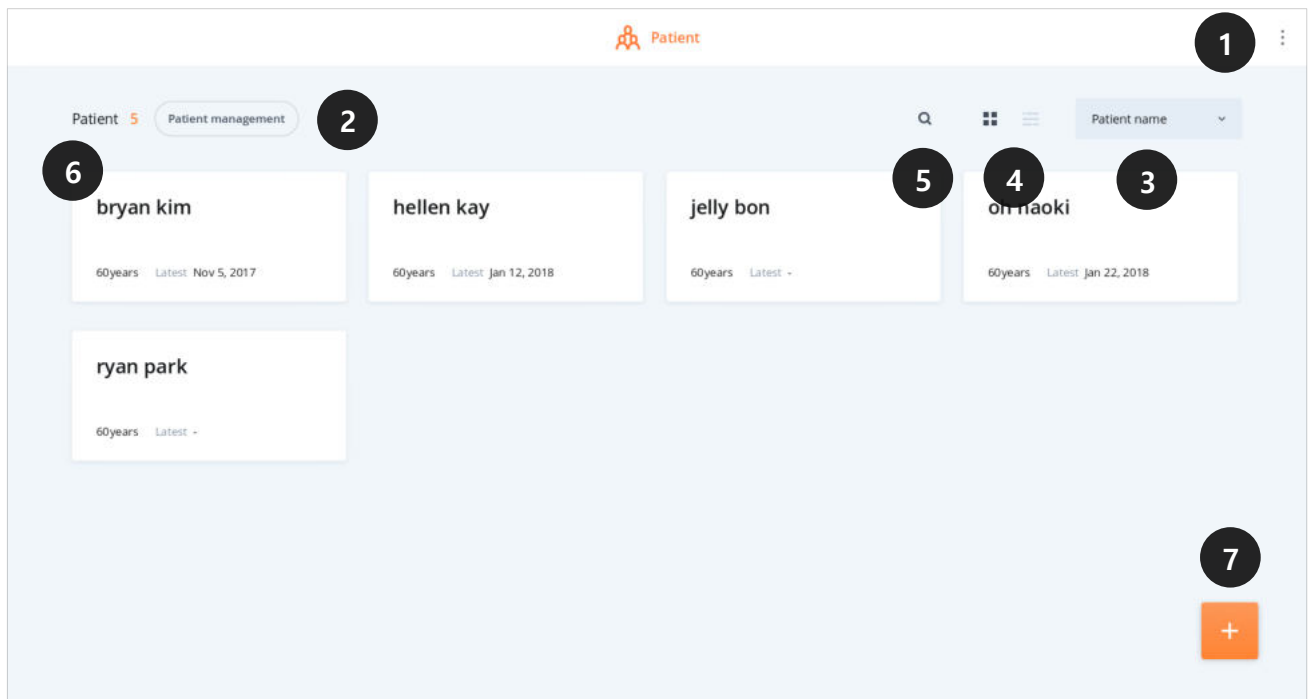 Patient
1
Patient 5 Patient management
2
Patient name
6
5
4
3
bryan kim
hellen kay
jelly bon
oh naoki
60years Latest Nov 5, 2017
60years Latest Jan 12, 2018
60years Latest -
60years Latest Jan 22, 2018
ryan park
60years Latest -
7
+